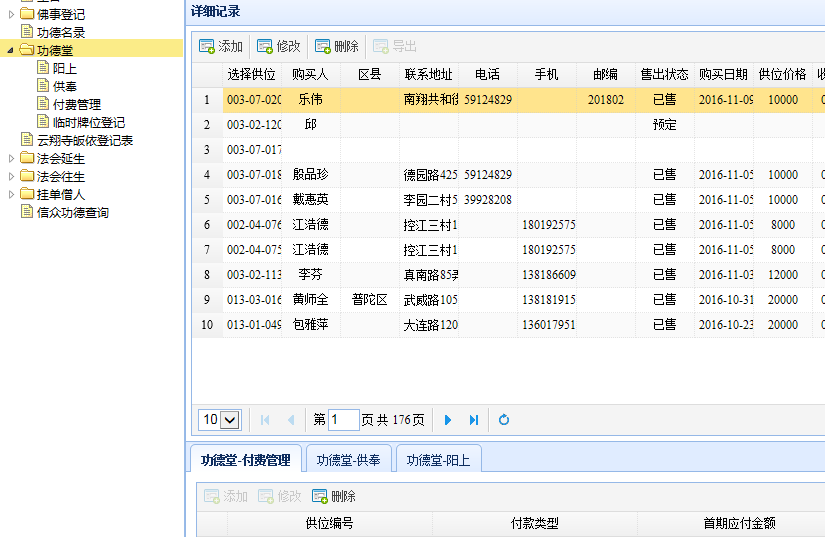 佛事登记
功德名录
功德堂
阳上
供奉
付费管理
临时牌位登记
云翔寺皈依登记表
法会延生
法会往生
挂单僧人
信众功德查询
详细记录
添加 修改 删除 导出
选择供位 购买人 区县 联系地址 电话 手机 邮编 售出状态 购买日期 供位价格
1 003-07-020 乐伟 南翔共和街 59124829 201802 已售 2016-11-09 10000
2 003-02-120 邱 预定
3 003-07-017
4 003-07-018 殷品珍 德园路425 59124829 已售 2016-11-05 10000
5 003-07-016 戴惠英 李园二村5 39928208 已售 2016-11-05 10000
6 002-04-076 江浩德 控江三村1 180192575 已售 2016-11-05 8000
7 002-04-075 江浩德 控江三村1 180192575 已售 2016-11-05 8000
8 003-02-113 李芬 真南路85弄 138186609 已售 2016-11-03 12000
9 013-03-016 黄师全 普陀区 武威路105 138181915 已售 2016-10-31 20000
10 013-01-049 包雅萍 大连路120 136017951 已售 2016-10-23 20000
10 第 1 页 共 176页
功德堂-付费管理 功德堂-供奉 功德堂-阳上
添加 修改 删除
供位编号 付款类型 首期应付金额